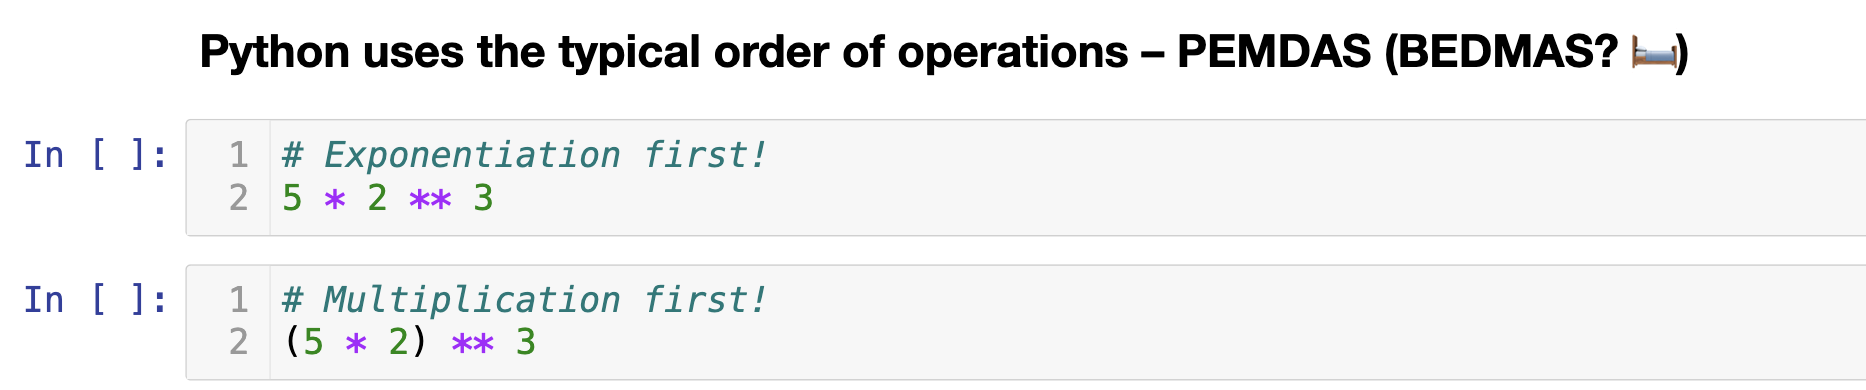 Python uses the typical order of operations – PEMDAS (BEDMAS? 🛏️)
In [ ]:
1 # Exponentiation first!
2 5 * 2 ** 3
In [ ]:
1 # Multiplication first!
2 (5 * 2) ** 3